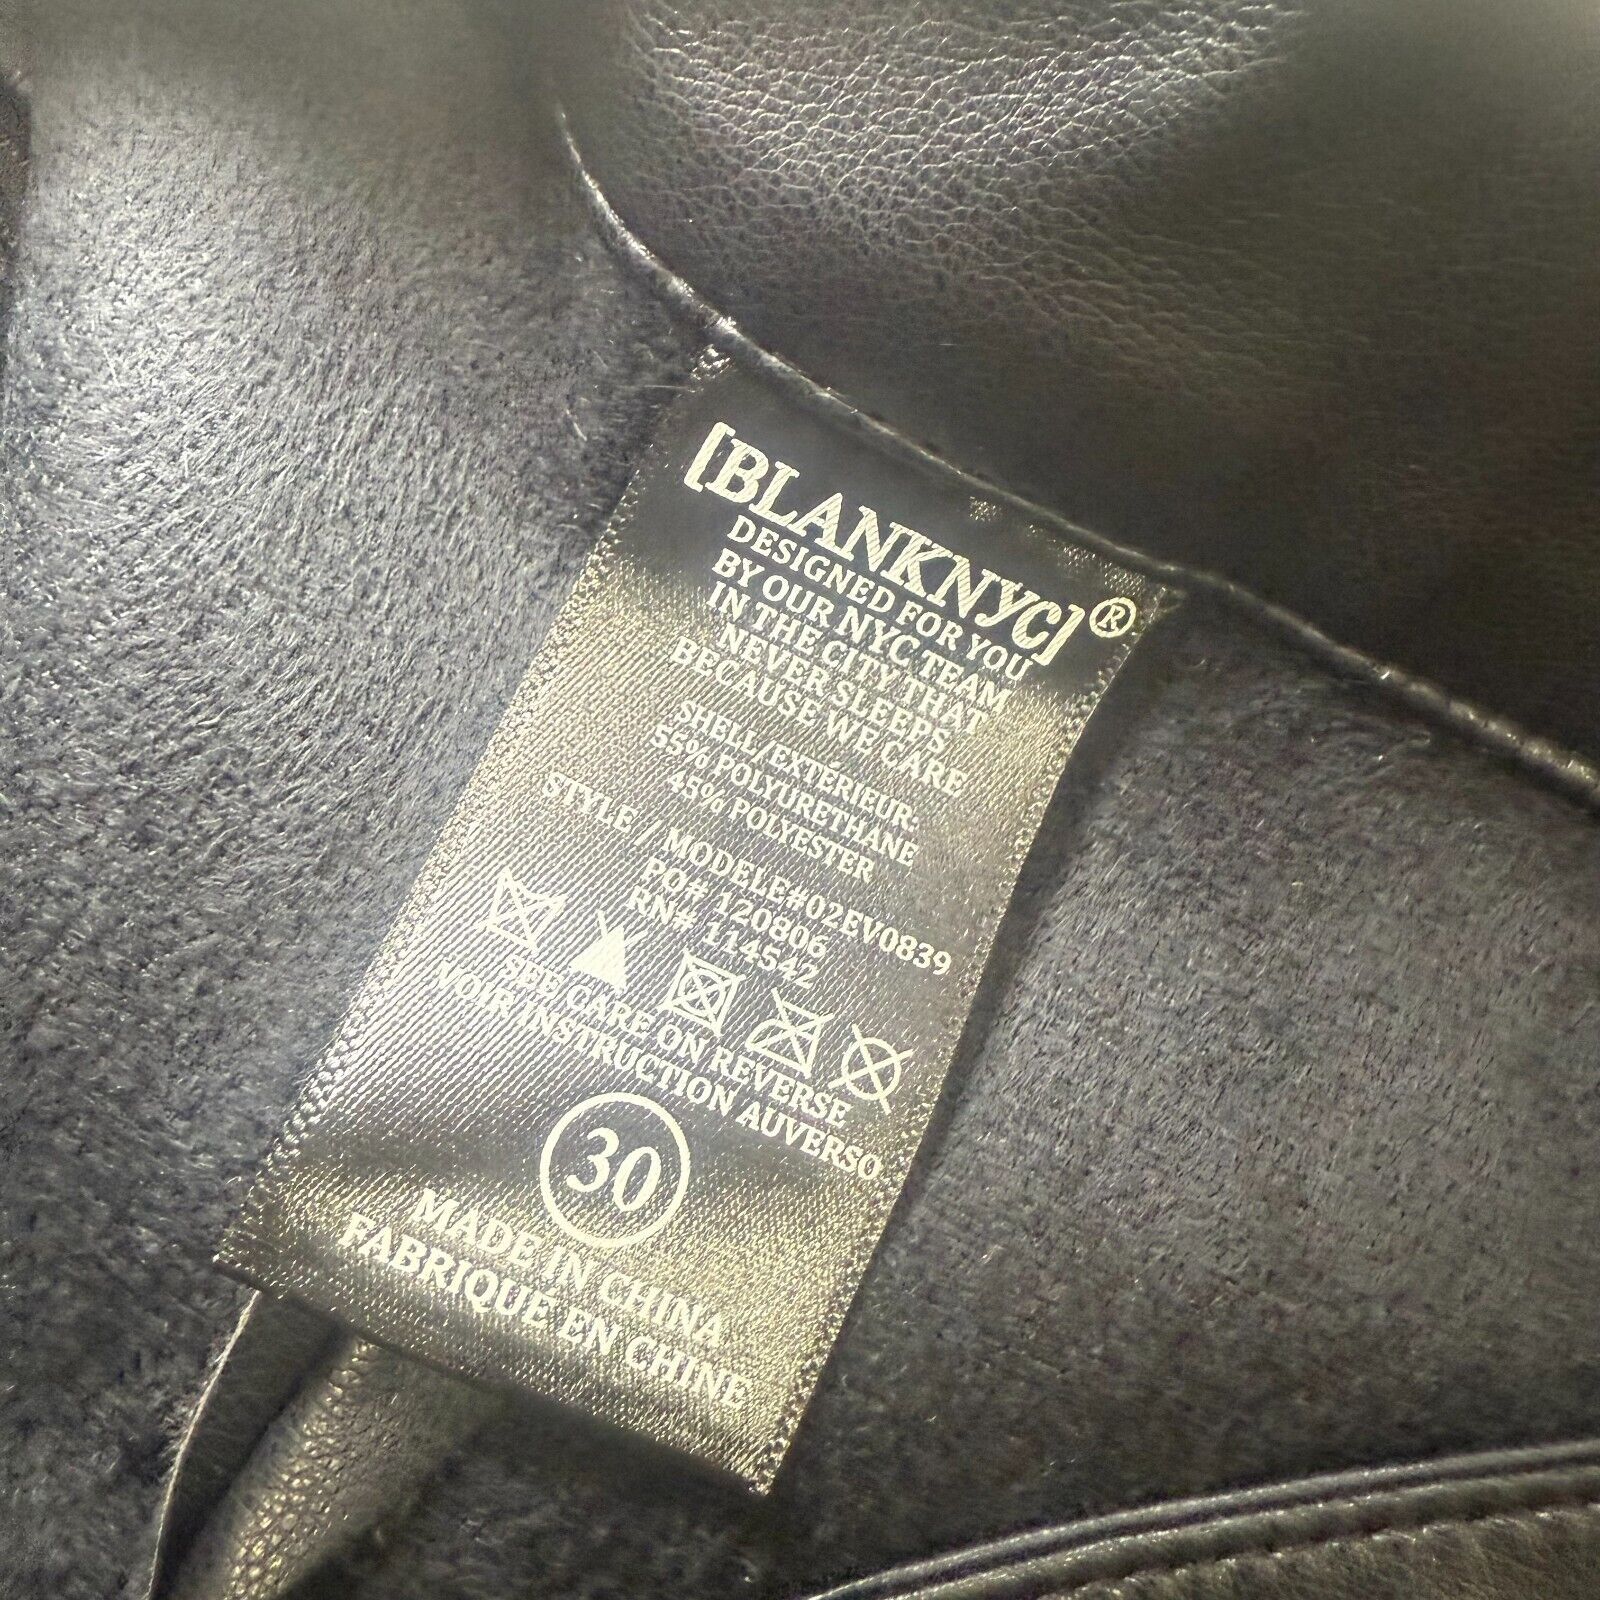 [BLANKNYC]®
DESIGNED FOR YOU
BY OUR NYC TEAM
IN THE CITY THAT
NEVER SLEEPS
BECAUSE WE CARE
SHELL/EXTÉRIEUR:
55% POLYURETHANE
45% POLYESTER
STYLE / MODELE#02EV0839
PO# 120806
RN# 114542
SEE CARE ON REVERSE
VOIR INSTRUCTION AUVERSO
30
MADE IN CHINA
FABRIQUE EN CHINE